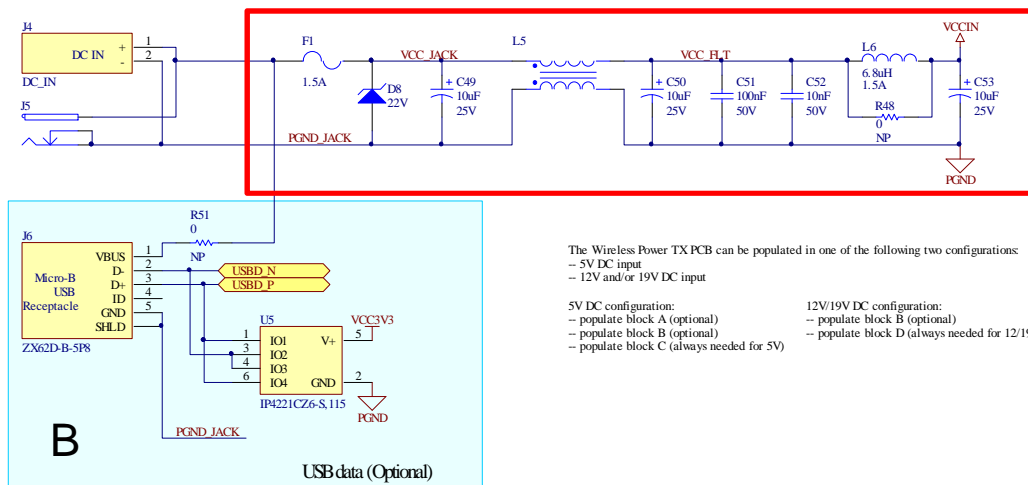 J4
DC IN
+
-
1
2
DC_IN
J5
F1
1.5A
VCC_JACK
D8
22V
+
C49
10uF
25V
PGND_JACK
L5
VCC_FLT
+
C50
10uF
25V
C51
100nF
50V
C52
10nF
50V
L6
6.8uH
1.5A
R48
0
NP
VCCIN
+
C53
10uF
25V
PGND
R51
0
NP
J6
Micro-B
USB
Receptacle
VBUS
D-
D+
ID
GND
SHLD
1
2
3
4
5
ZX62D-B-5P8
USBD_N
USBD_P
U5
VCC3V3
1
3
4
6
IO1
IO2
IO3
IO4
V+
GND
5
2
IP4221CZ6-S,115
PGND
PGND_JACK
B
USB data (Optional)
The Wireless Power TX PCB can be populated in one of the following two configurations:
-- 5V DC input
-- 12V and/or 19V DC input
5V DC configuration:
-- populate block A (optional)
-- populate block B (optional)
-- populate block C (always needed for 5V)
12V/19V DC configuration:
-- populate block B (optional)
-- populate block D (always needed for 12/19